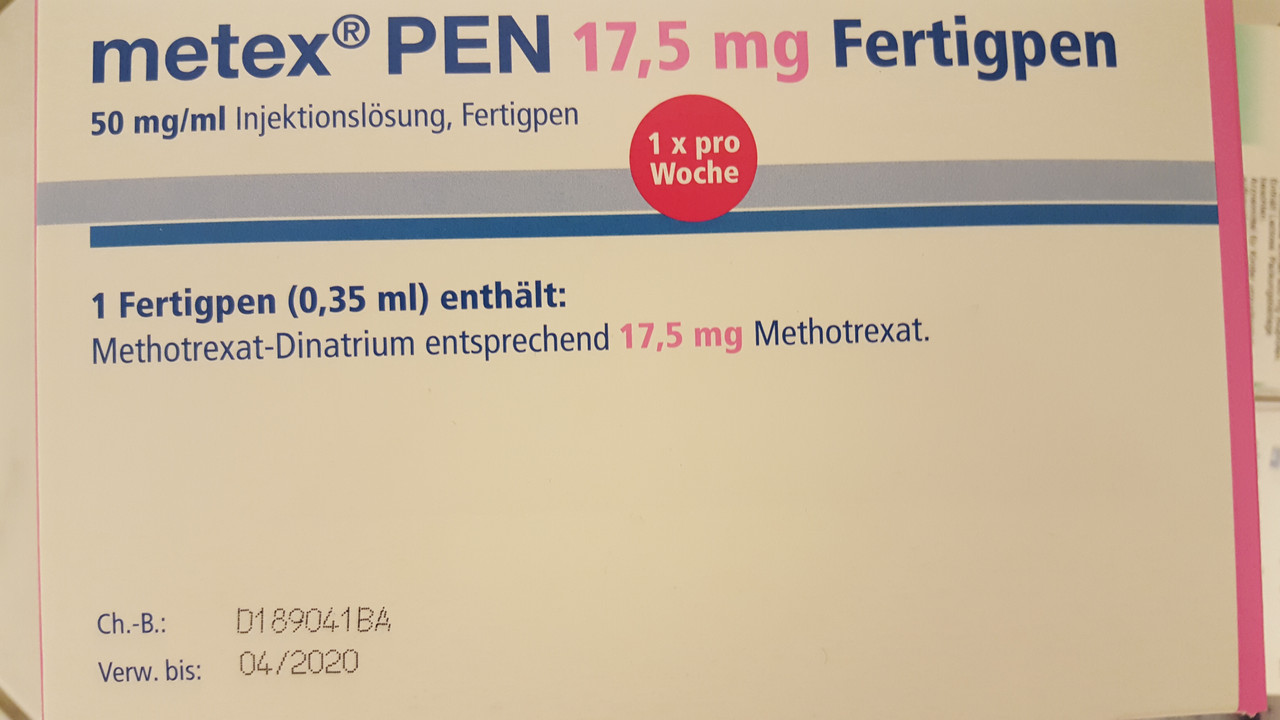 metex® PEN 17,5 mg Fertigpen
50 mg/ml Injektionslösung, Fertigpen
1 x pro
Woche
1 Fertigpen (0,35 ml) enthält:
Methotrexat-Dinatrium entsprechend 17,5 mg Methotrexat.
Ch.-B.: D189041BA
Verw. bis: 04/2020